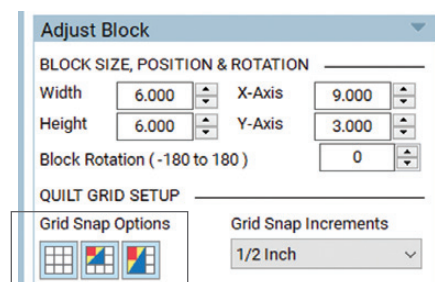 Adjust Block
BLOCK SIZE, POSITION & ROTATION
Width 6.000 X-Axis 9.000
Height 6.000 Y-Axis 3.000
Block Rotation (-180 to 180 ) 0
QUILT GRID SETUP
Grid Snap Options Grid Snap Increments
1/2 Inch